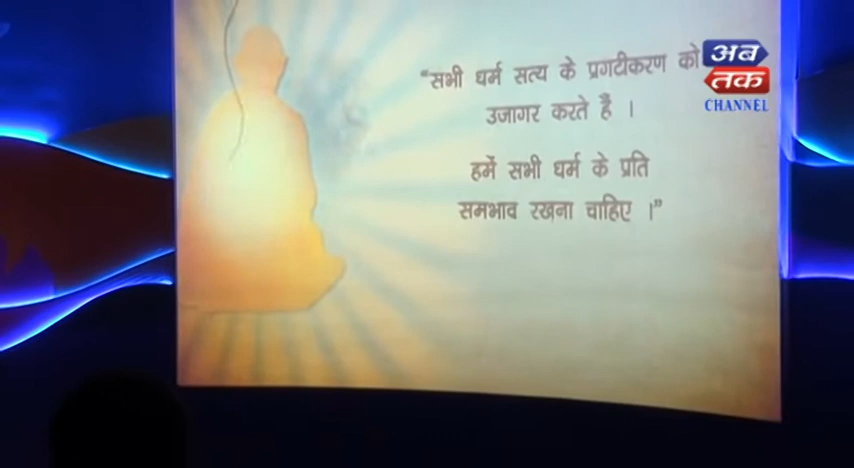 "सभी धर्म सत्य के प्रगटीकरण को
उजागर करते है ।
हमें सभी धर्म के प्रति
समभाव रखना चाहिए ।"
अब
तक
CHANNEL